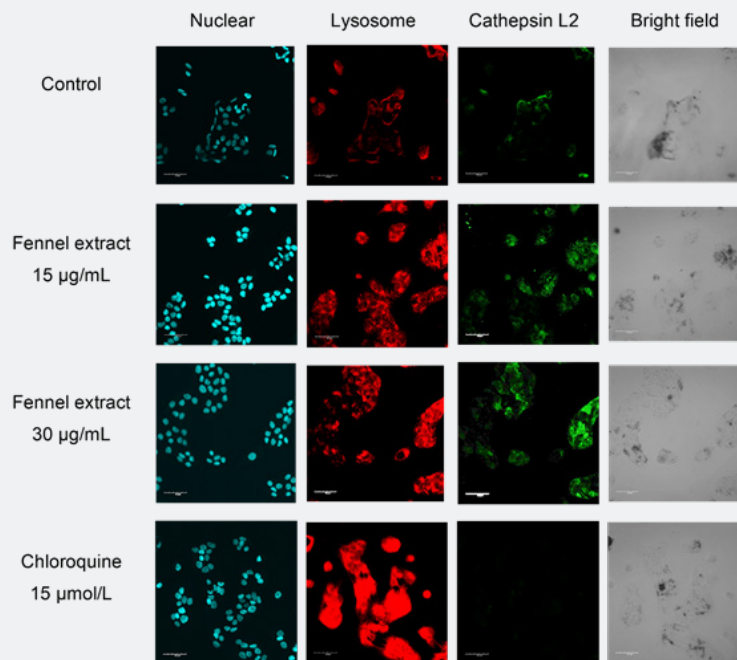 Nuclear Lysosome Cathepsin L2 Bright field
Control
Fennel extract
15 µg/mL
Fennel extract
30 µg/mL
Chloroquine
15 µmol/L